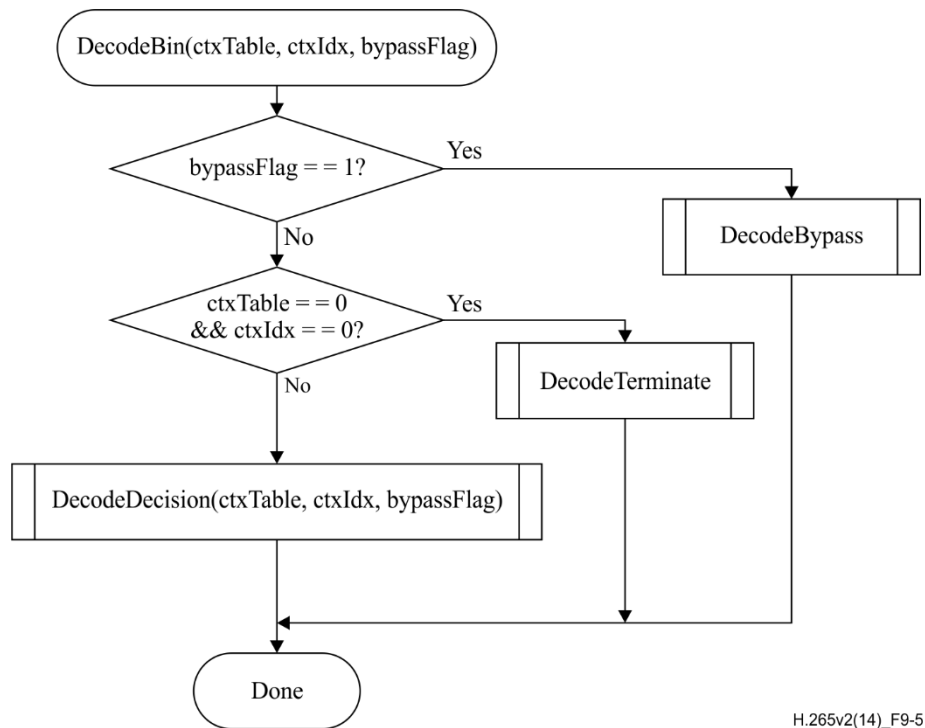 DecodeBin(ctxTable, ctxIdx, bypassFlag)
bypassFlag = = 1?
Yes
DecodeBypass
No
ctxTable = = 0
&& ctxIdx = = 0?
Yes
DecodeTerminate
No
DecodeDecision(ctxTable, ctxIdx, bypassFlag)
Done
H.265v2(14)_F9-5